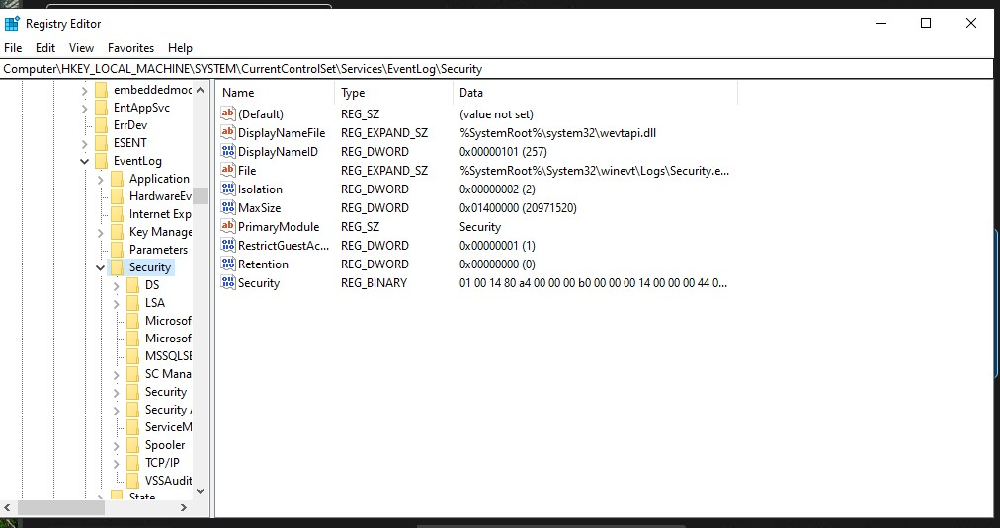 Registry Editor
File Edit View Favorites Help
Computer\HKEY_LOCAL_MACHINE\SYSTEM\CurrentControlSet\Services\EventLog\Security
embeddedmoc
EntAppSvc
ErrDev
ESENT
EventLog
Application
HardwareEv
Internet Exp
Key Manage
Parameters
Security
DS
LSA
Microsof
Microsof
MSSQLSE
SC Mana
Security
Security
ServiceM
Spooler
TCP/IP
VSSAudit
State
Name Type Data
(Default) REG_SZ (value not set)
DisplayNameFile REG_EXPAND_SZ %SystemRoot%\system32\wevtapi.dll
DisplayNameID REG_DWORD 0x00000101 (257)
File REG_EXPAND_SZ %SystemRoot%\System32\winevt\Logs\Security.e...
Isolation REG_DWORD 0x00000002 (2)
MaxSize REG_DWORD 0x01400000 (20971520)
PrimaryModule REG_SZ Security
RestrictGuestAc... REG_DWORD 0x00000001 (1)
Retention REG_DWORD 0x00000000 (0)
Security REG_BINARY 01 00 14 80 a4 00 00 00 b0 00 00 00 14 00 00 00 44 0...